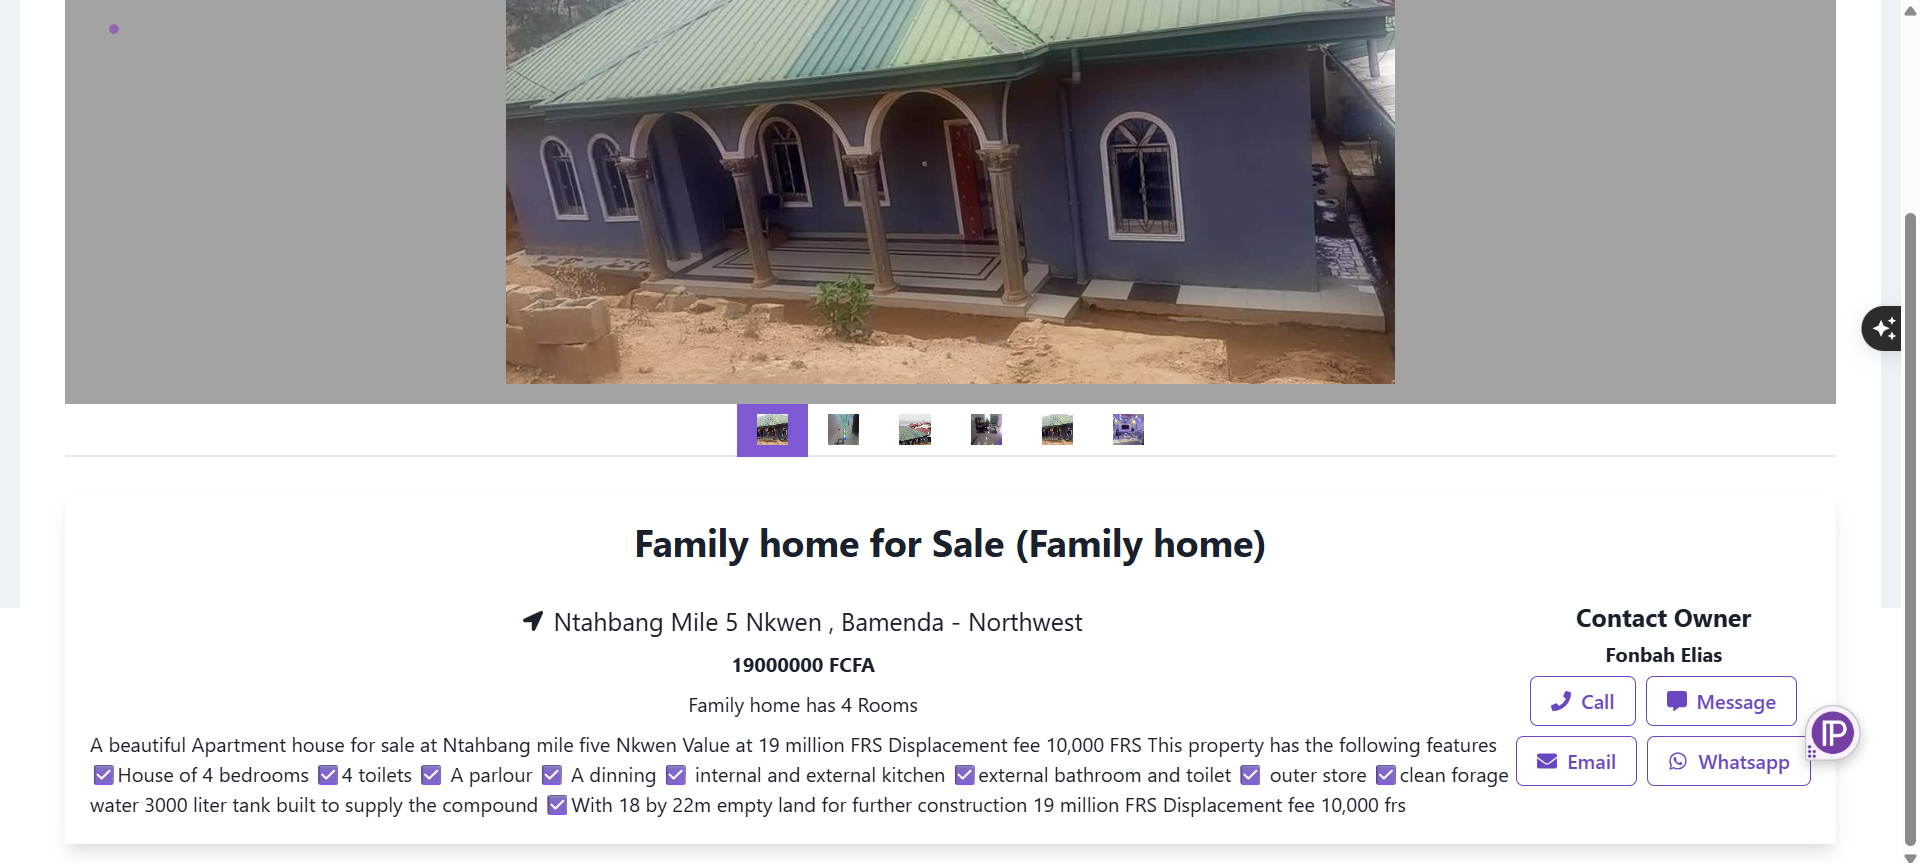 Family home for Sale (Family home)
Ntahbang Mile 5 Nkwen , Bamenda - Northwest
19000000 FCFA
Family home has 4 Rooms
A beautiful Apartment house for sale at Ntahbang mile five Nkwen Value at 19 million FRS Displacement fee 10,000 FRS This property has the following features
☑House of 4 bedrooms ☑4 toilets ☑ A parlour ☑ A dinning ☑ internal and external kitchen ☑external bathroom and toilet ☑ outer store ☑clean forage
water 3000 liter tank built to supply the compound ☑With 18 by 22m empty land for further construction 19 million FRS Displacement fee 10,000 frs
Contact Owner
Fonbah Elias
Call
Message
Email
Whatsapp
IP